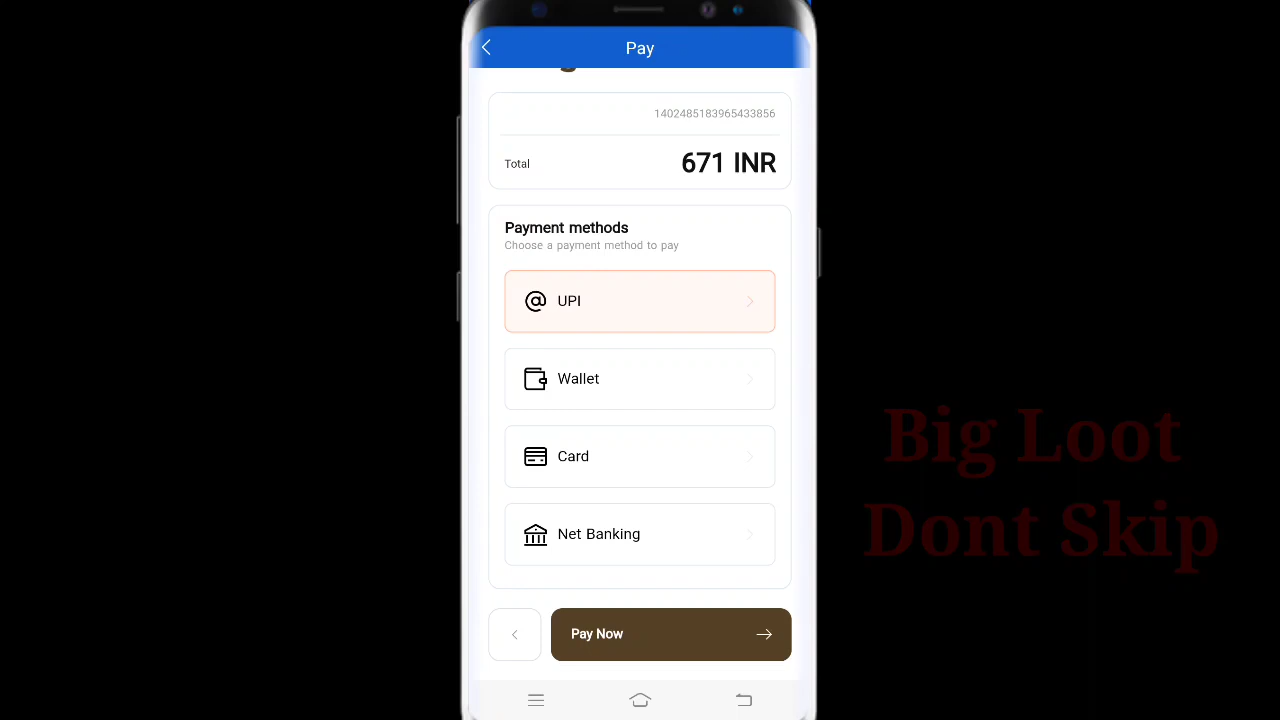 Pay
1402485183965433856
Total
671 INR
Payment methods
Choose a payment method to pay
UPI
Wallet
Card
Net Banking
Pay Now
Big Loot
Dont Skip